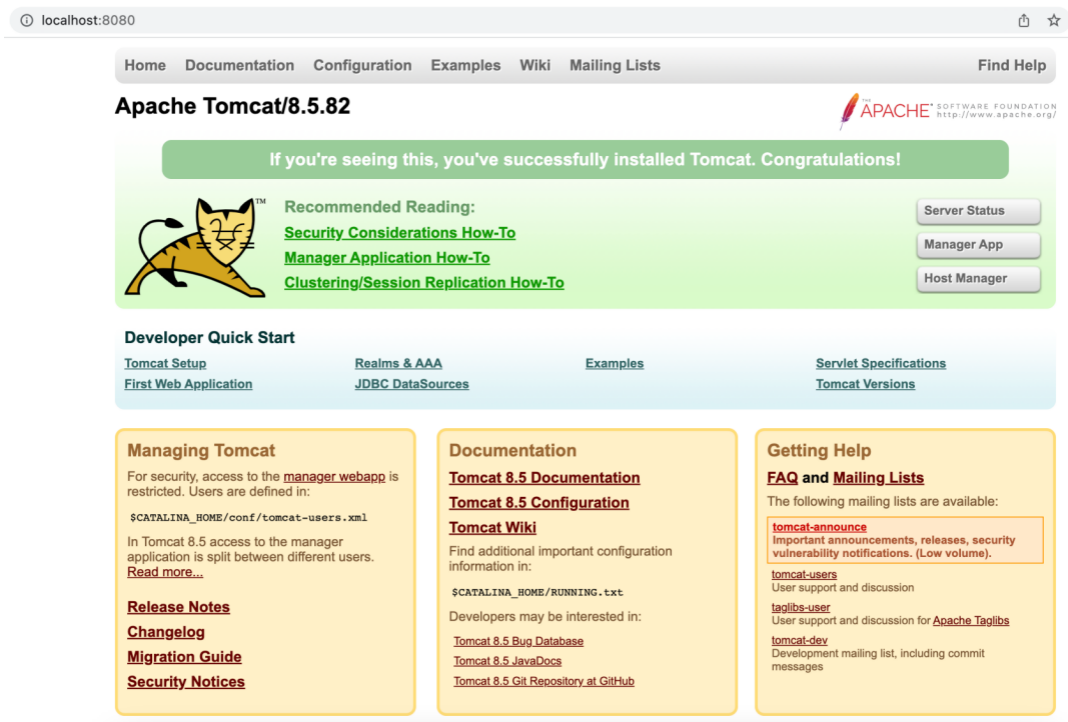 localhost:8080
Home Documentation Configuration Examples Wiki Mailing Lists Find Help
Apache Tomcat/8.5.82
THE
APACHE® SOFTWARE FOUNDATION
http://www.apache.org/
If you're seeing this, you've successfully installed Tomcat. Congratulations!
TM
Recommended Reading:
Security Considerations How-To
Manager Application How-To
Clustering/Session Replication How-To
Server Status
Manager App
Host Manager
Developer Quick Start
Tomcat Setup
First Web Application
Realms & AAA
JDBC DataSources
Examples
Servlet Specifications
Tomcat Versions
Managing Tomcat
For security, access to the manager webapp is
restricted. Users are defined in:
$CATALINA_HOME/conf/tomcat-users.xml
In Tomcat 8.5 access to the manager
application is split between different users.
Read more...
Release Notes
Changelog
Migration Guide
Security Notices
Documentation
Tomcat 8.5 Documentation
Tomcat 8.5 Configuration
Tomcat Wiki
Find additional important configuration
information in:
$CATALINA_HOME/RUNNING.txt
Developers may be interested in:
Tomcat 8.5 Bug Database
Tomcat 8.5 JavaDocs
Tomcat 8.5 Git Repository at GitHub
Getting Help
FAQ and Mailing Lists
The following mailing lists are available:
tomcat-announce
Important announcements, releases, security
vulnerability notifications. (Low volume).
tomcat-users
User support and discussion
taglibs-user
User support and discussion for Apache Taglibs
tomcat-dev
Development mailing list, including commit
messages